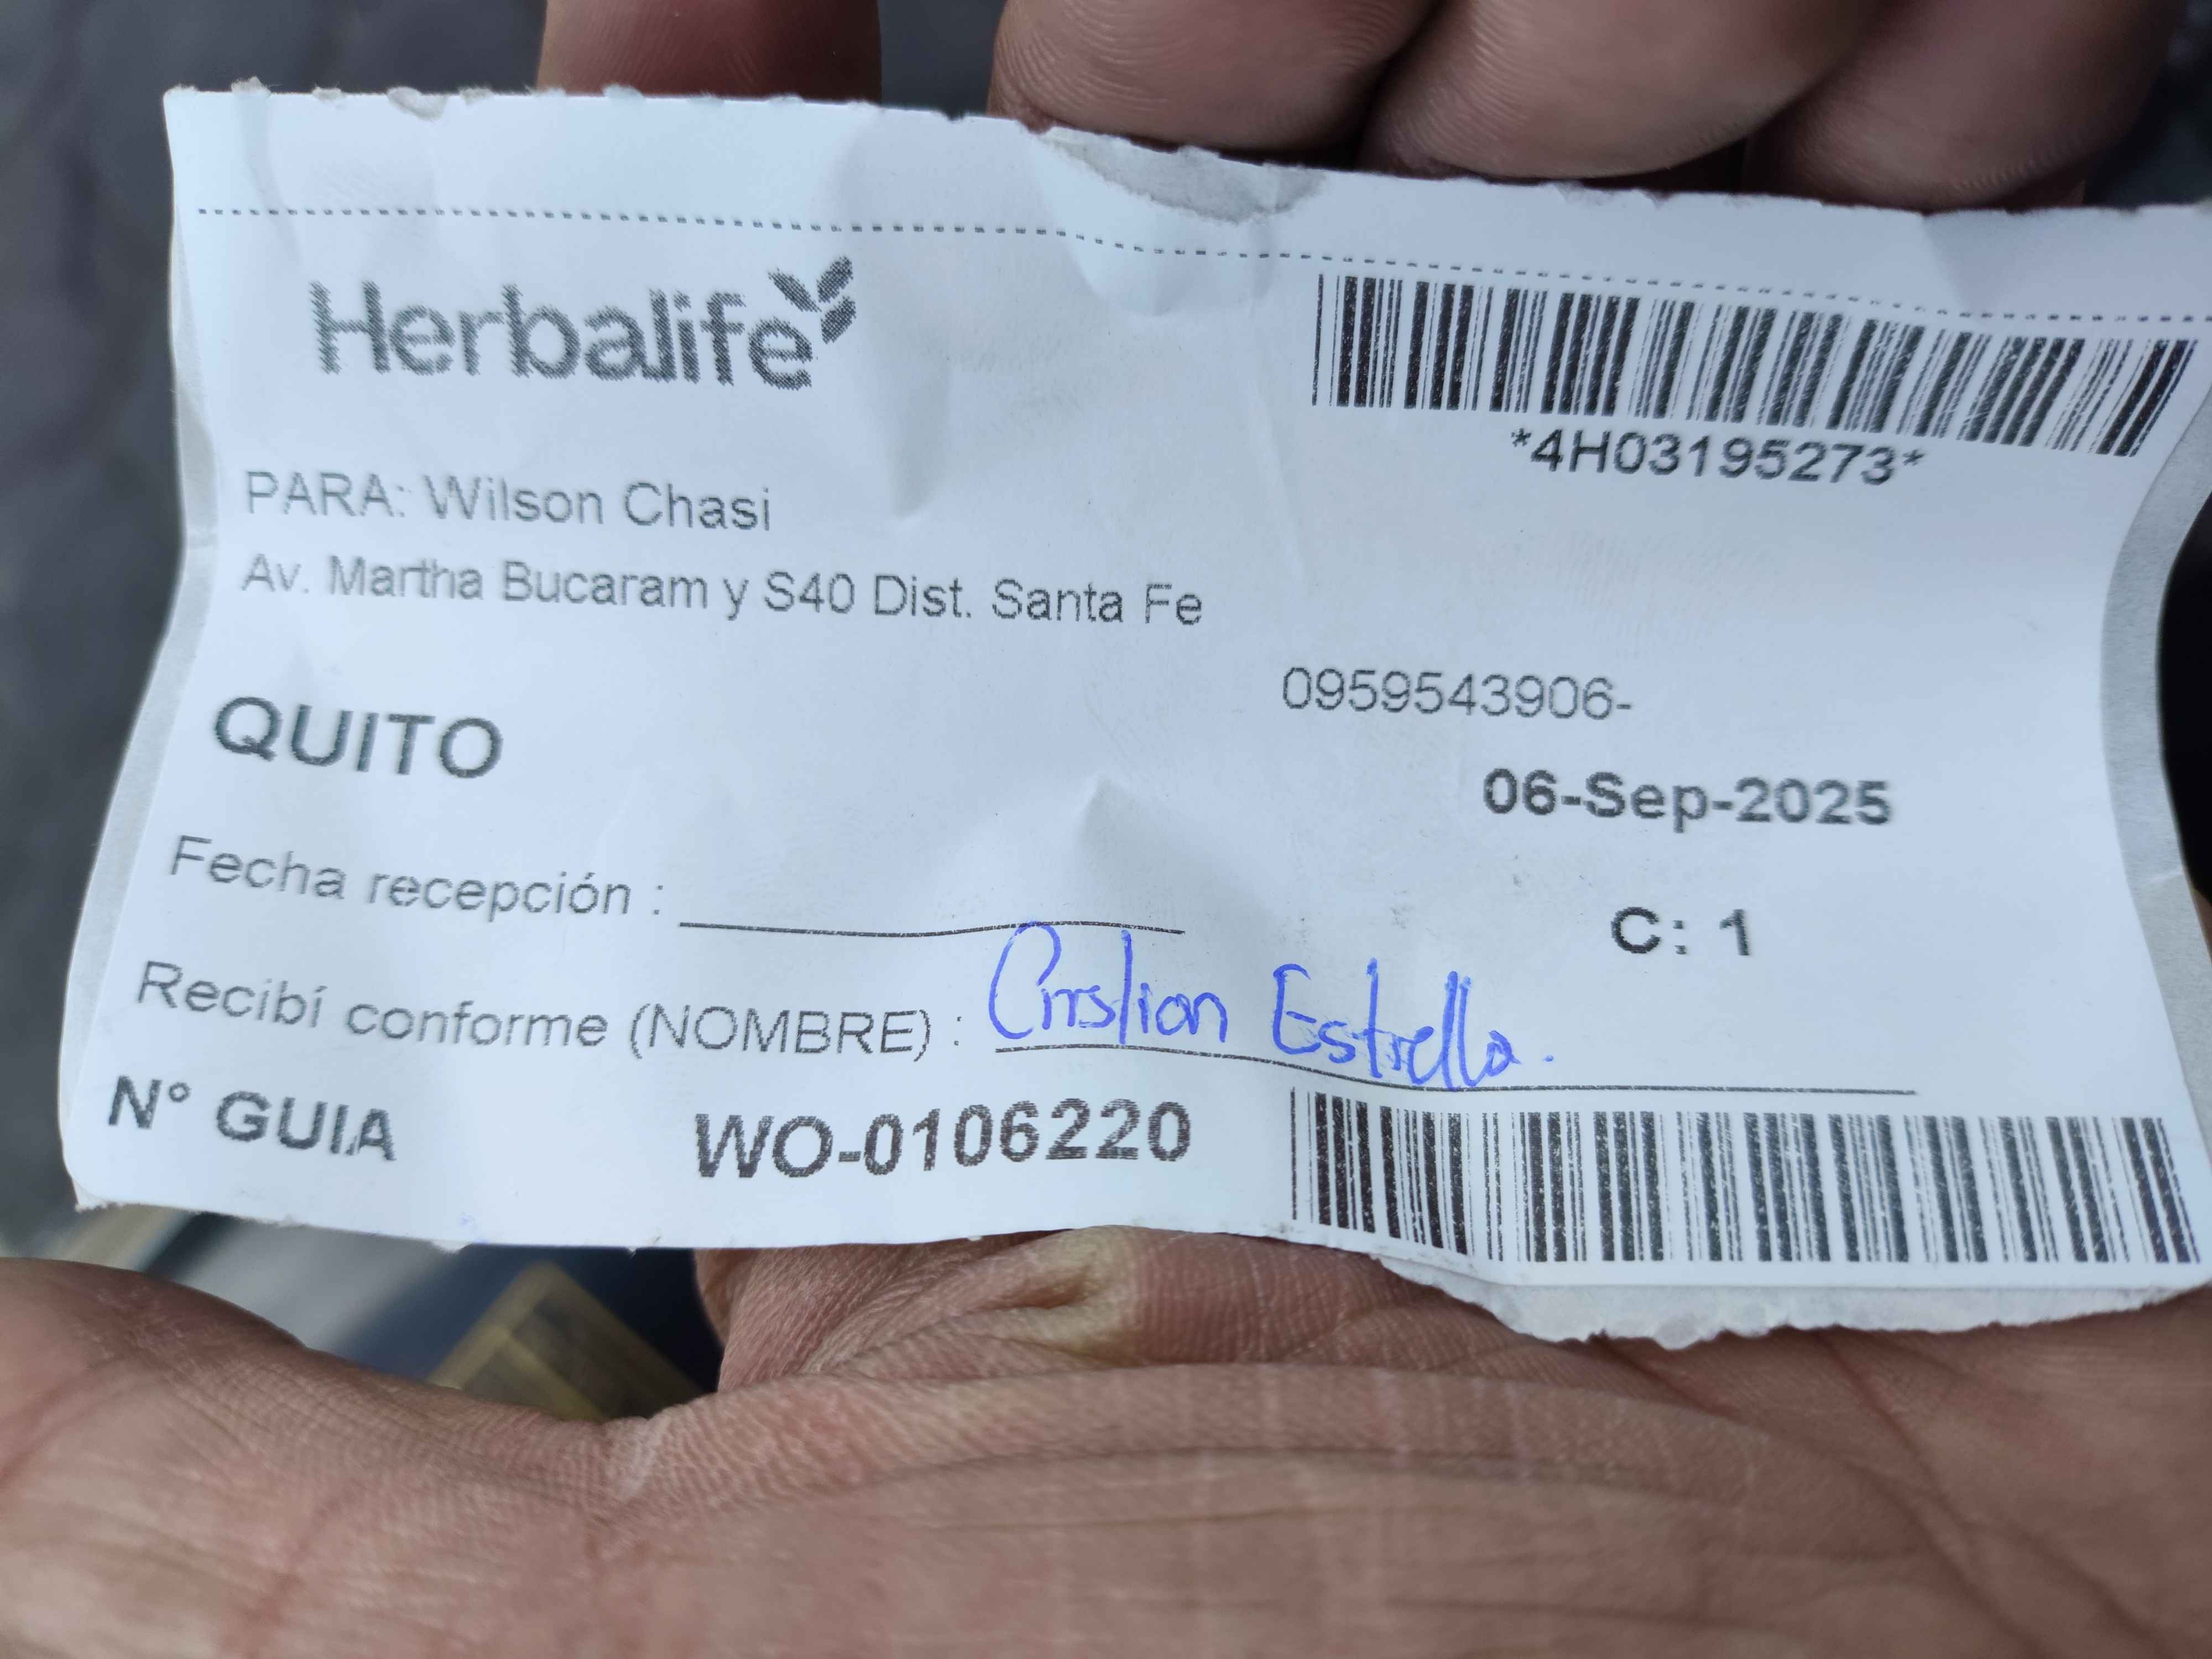 Herbalife
*4H03195273*
PARA: Wilson Chasi
Av. Martha Bucaram y S40 Dist. Santa Fe
0959543906-
QUITO
06-Sep-2025
Fecha recepción :
C: 1
Recibí conforme (NOMBRE) : Cristian Estrella.
N° GUIA WO-0106220